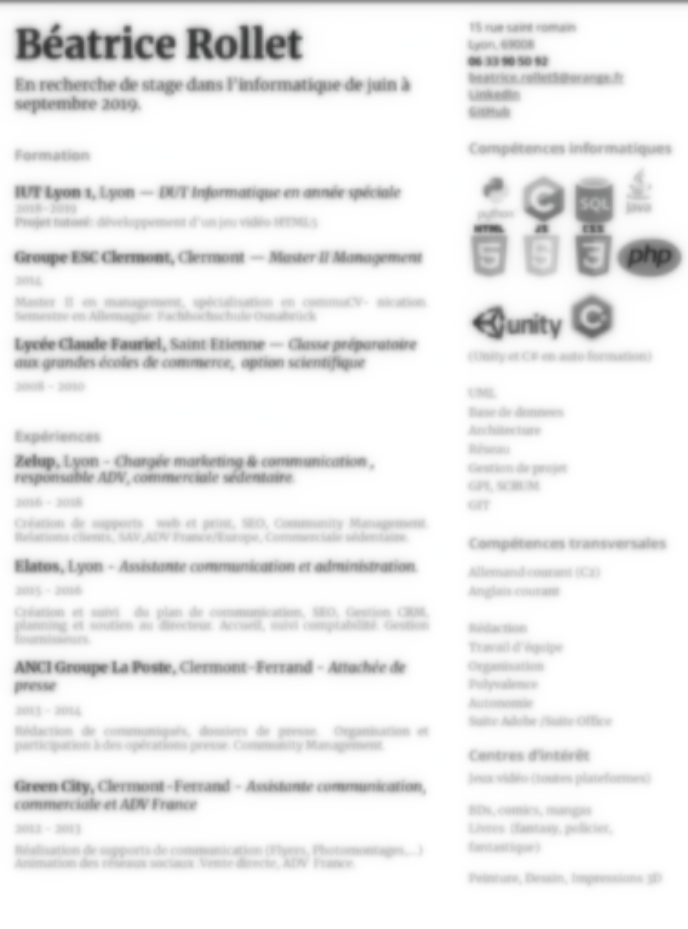 Béatrice Rollet
En recherche de stage dans l'informatique de juin à
septembre 2019.
Formation
IUT Lyon 1, Lyon — DUT Informatique en année spéciale
2018-2019
Projet tutoré: développement d'un jeu vidéo HTML5
Groupe ESC Clermont, Clermont — Master II Management
2014
Master II en management, spécialisation en commuCV- nication.
Semestre en Allemagne: Fachhochschule Osnabrück
Lycée Claude Fauriel, Saint Etienne — Classe préparatoire
aux grandes écoles de commerce, option scientifique
2008 - 2010
Expériences
Zelup, Lyon - Chargée marketing & communication ,
responsable ADV, commerciale sédentaire.
2016 - 2018
Création de supports web et print, SEO, Community Management.
Relations clients, SAV,ADV France/Europe, Commerciale sédentaire.
Elatos, Lyon - Assistante communication et administration.
2015 - 2016
Création et suivi du plan de communication, SEO, Gestion CRM,
planning et soutien au directeur. Accueil, suivi comptabilité. Gestion
fournisseurs.
ANCI Groupe La Poste, Clermont-Ferrand - Attachée de
presse
2013 - 2014
Rédaction de communiqués, dossiers de presse. Organisation et
participation à des opérations presse. Community Management.
Green City, Clermont-Ferrand - Assistante communication,
commerciale et ADV France
2012 - 2013
Réalisation de supports de communication (Flyers, Photomontages,...)
Animation des réseaux sociaux .Vente directe, ADV France.
15 rue saint romain
Lyon, 69008
06 33 90 50 92
LinkedIn
GitHub
Compétences informatiques
python C SQL Java
HTML 5 JS 5 CSS 3 php
unity C
(Unity et C# en auto formation)
UML
Base de donnees
Architecture
Réseau
Gestion de projet
GPI, SCRUM
GIT
Compétences transversales
Allemand courant (C2)
Anglais courant
Rédaction
Travail d'équipe
Organisation
Polyvalence
Autonomie
Suite Adobe /Suite Office
Centres d'intérêt
Jeux vidéo (toutes plateformes)
BDs, comics, mangas
Livres (fantasy, policier,
fantastique)
Peinture, Dessin, Impressions 3D